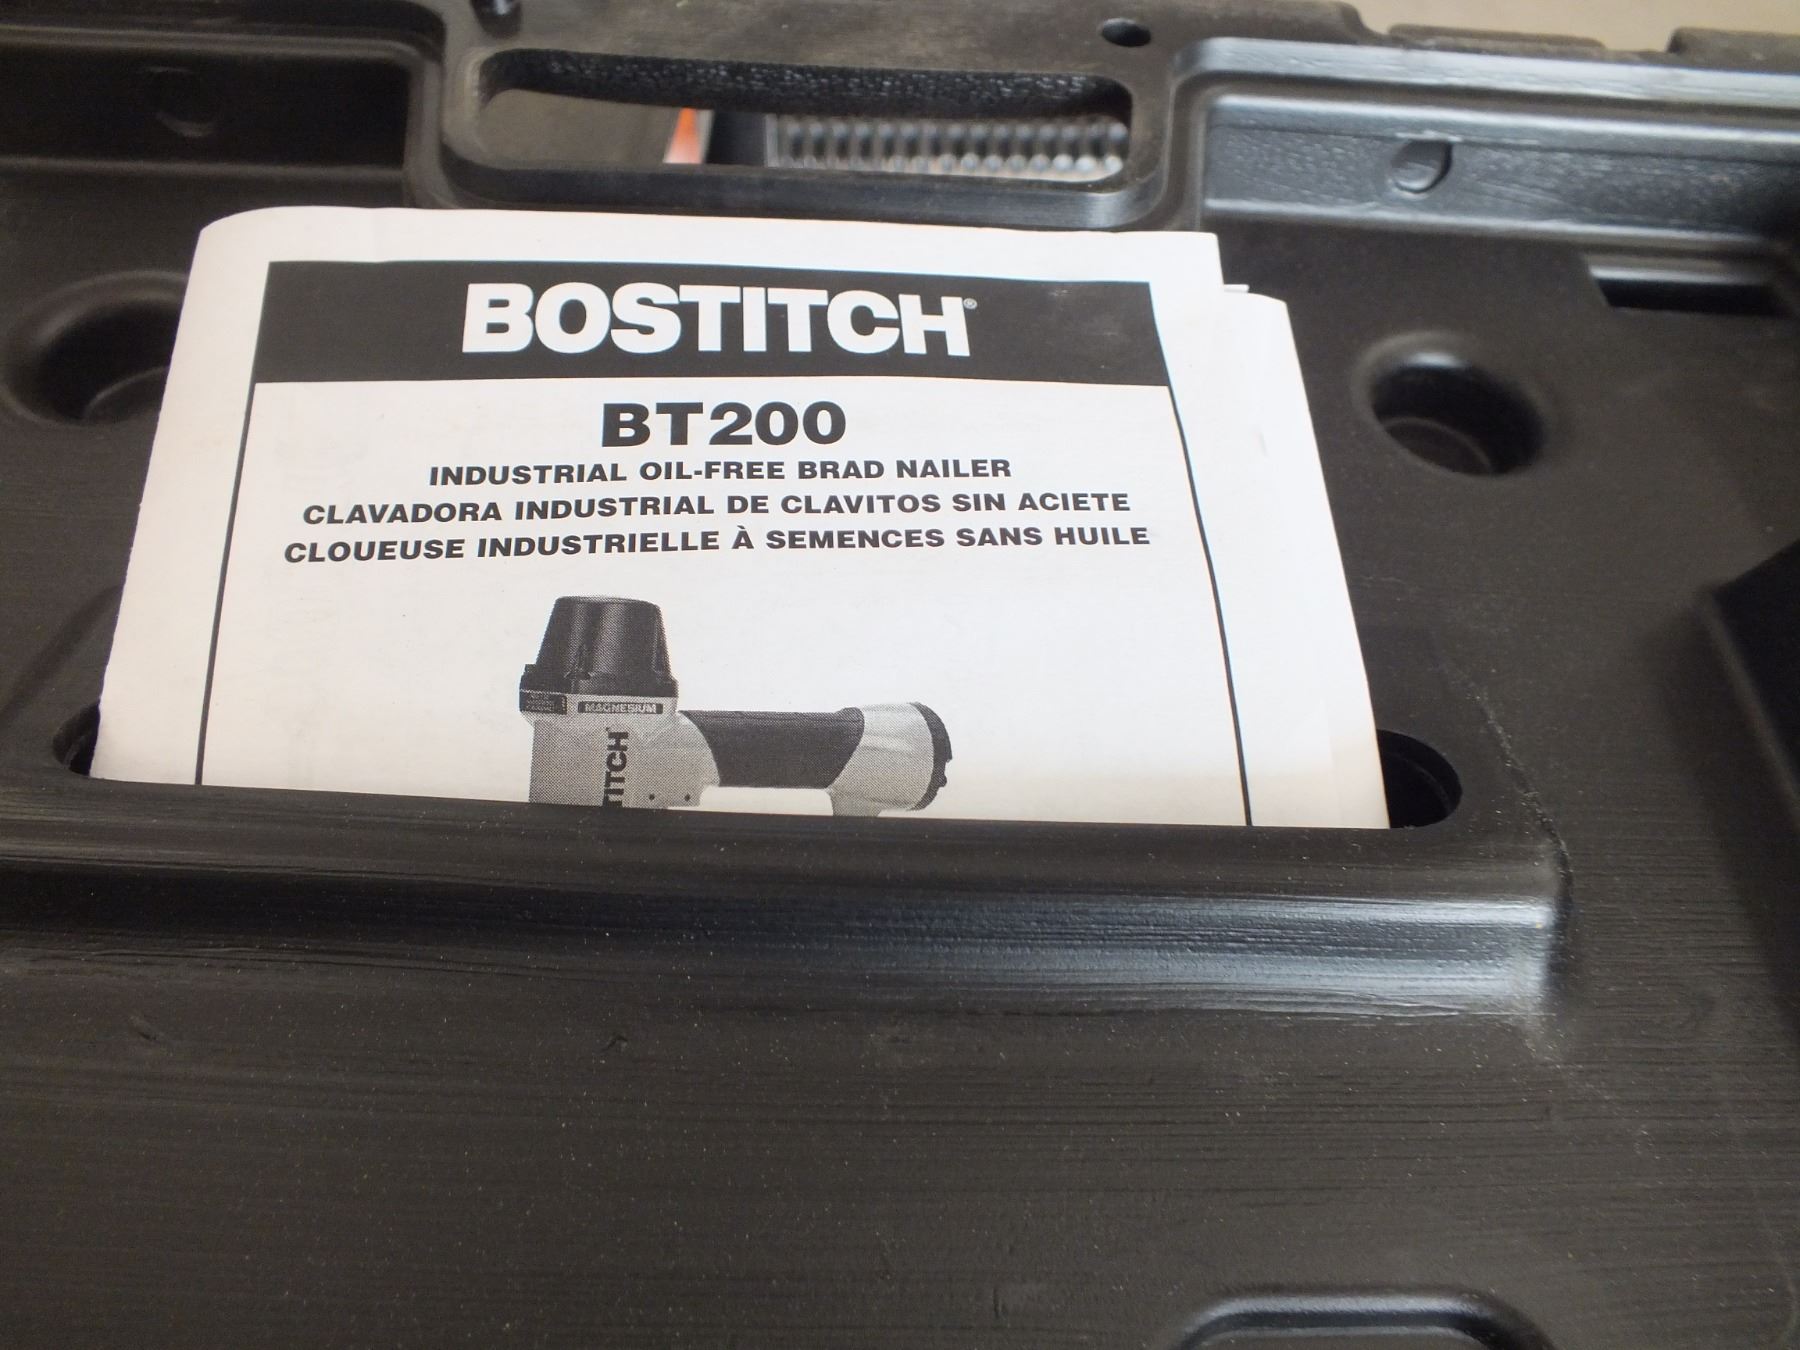 BOSTITCH®
BT200
INDUSTRIAL OIL-FREE BRAD NAILER
CLAVADORA INDUSTRIAL DE CLAVITOS SIN ACIETE
CLOUEUSE INDUSTRIELLE À SEMENCES SANS HUILE
MAGNESIUM
TITCH